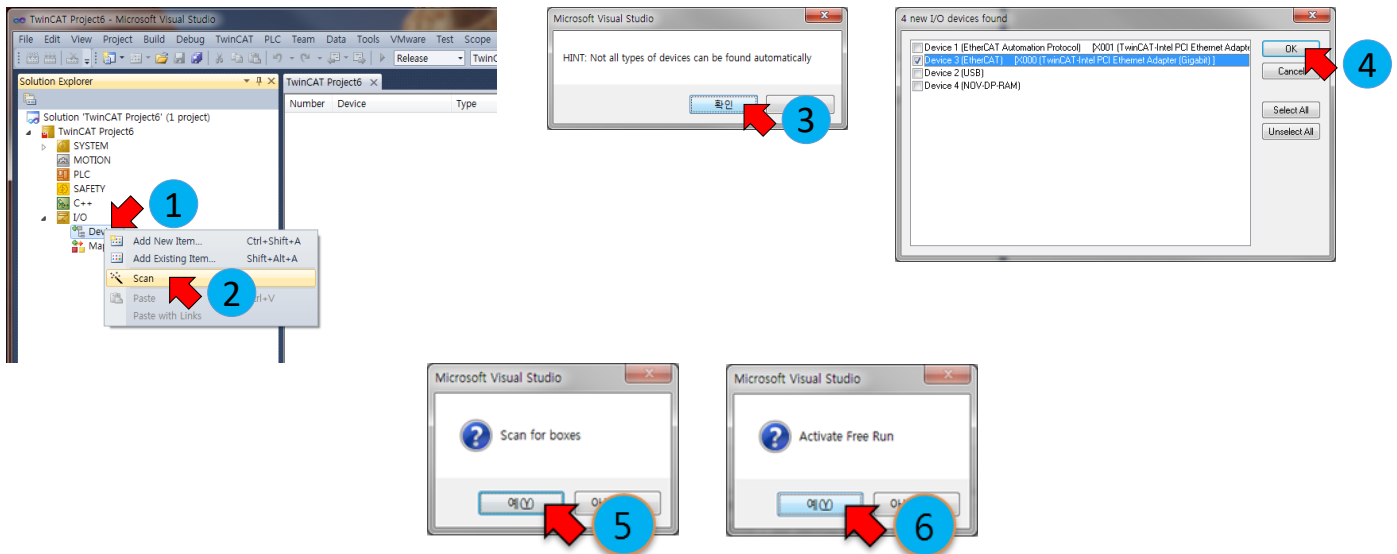 TwinCAT Project6 - Microsoft Visual Studio
File Edit View Project Build Debug TwinCAT PLC Team Data Tools VMware Test Scope
Release
Solution Explorer
TwinCAT Project6
Number Device Type
Solution 'TwinCAT Project6' (1 project)
TwinCAT Project6
SYSTEM
MOTION
PLC
SAFETY
C++
I/O
1
Add New Item... Ctrl+Shift+A
Add Existing Item... Shift+Alt+A
Scan
2
Paste
Paste with Links
Microsoft Visual Studio
HINT: Not all types of devices can be found automatically
확인
3
4 new I/O devices found
Device 1 (EtherCAT Automation Protocol) [X001 (TwinCAT-Intel PCI Ethernet
Device 3 (EtherCAT) [X000 (TwinCAT-Intel PCI Ethernet Adapter (Gigabit) ]
Device 2 (USB)
Device 4 (NOV-DP-RAM)
OK
Cancel
4
Select All
Unselect All
Microsoft Visual Studio
Scan for boxes
예(Y)
5
Microsoft Visual Studio
Activate Free Run
예(Y)
6